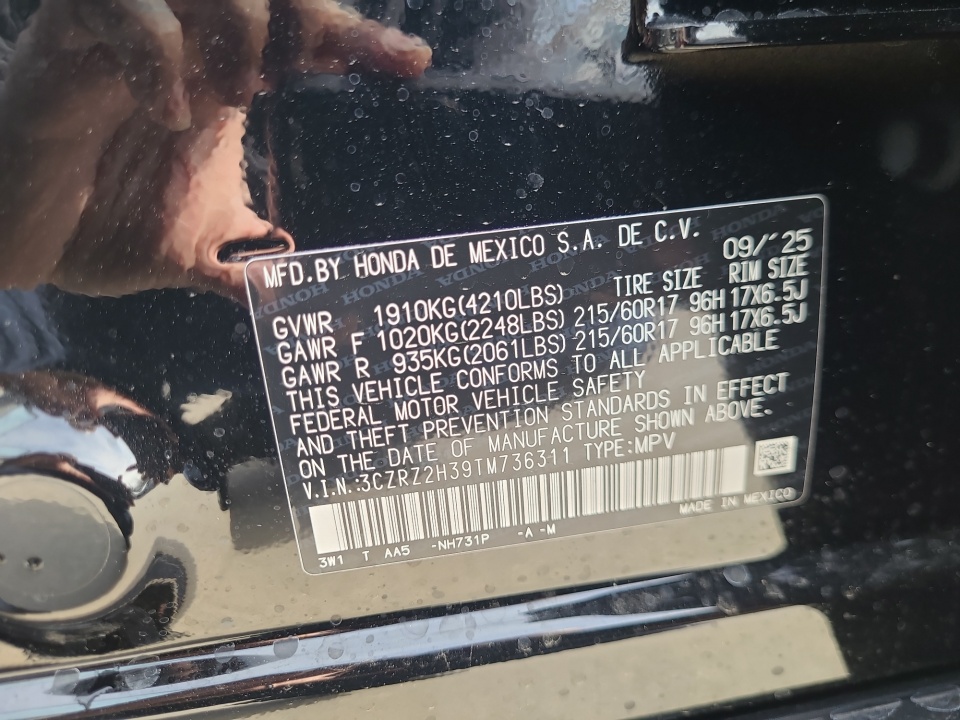 MFD.BY HONDA DE MEXICO S.A. DE C.V.
09/´25
TIRE SIZE RIM SIZE
GVWR 1910KG(4210LBS)
GAWR F 1020KG(2248LBS) 215/60R17 96H 17X6.5J
GAWR R 935KG(2061LBS) 215/60R17 96H 17X6.5J
THIS VEHICLE CONFORMS TO ALL APPLICABLE
FEDERAL MOTOR VEHICLE SAFETY
AND THEFT PREVENTION STANDARDS IN EFFECT
ON THE DATE OF MANUFACTURE SHOWN ABOVE.
V.I.N.:3CZRZ2H39TM736311 TYPE:MPV
MADE IN MEXICO
3W1 T AA5 -NH731P -A -M